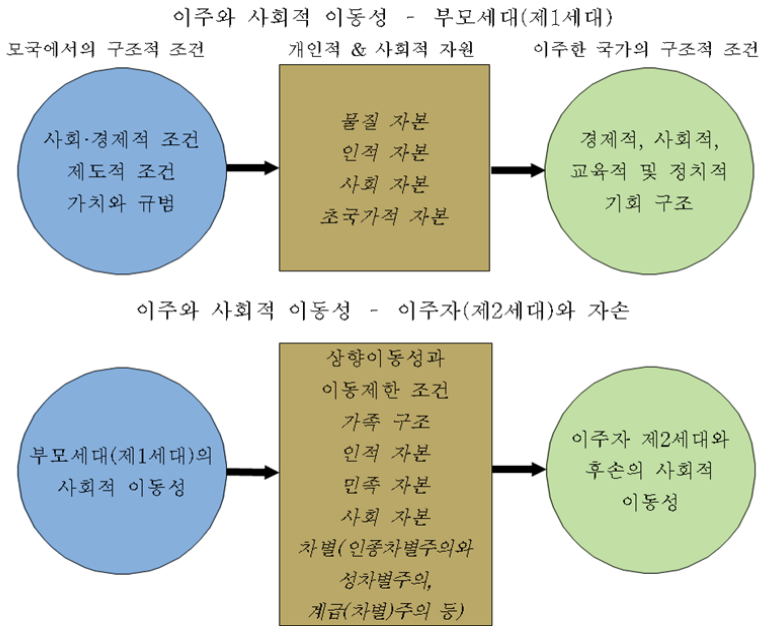 이주와 사회적 이동성 - 부모세대(제1세대)
모국에서의 구조적 조건
개인적 & 사회적 자원
이주한 국가의 구조적 조건
사회·경제적 조건
제도적 조건
가치와 규범
물질 자본
인적 자본
사회 자본
초국가적 자본
경제적, 사회적,
교육적 및 정치적
기회 구조
이주와 사회적 이동성 - 이주자(제2세대)와 자손
부모세대(제1세대)의
사회적 이동성
상향이동성과
이동제한 조건
가족 구조
인적 자본
민족 자본
사회 자본
차별(인종차별주의와
성차별주의,
계급(차별)주의 등)
이주자 제2세대와
후손의 사회적
이동성